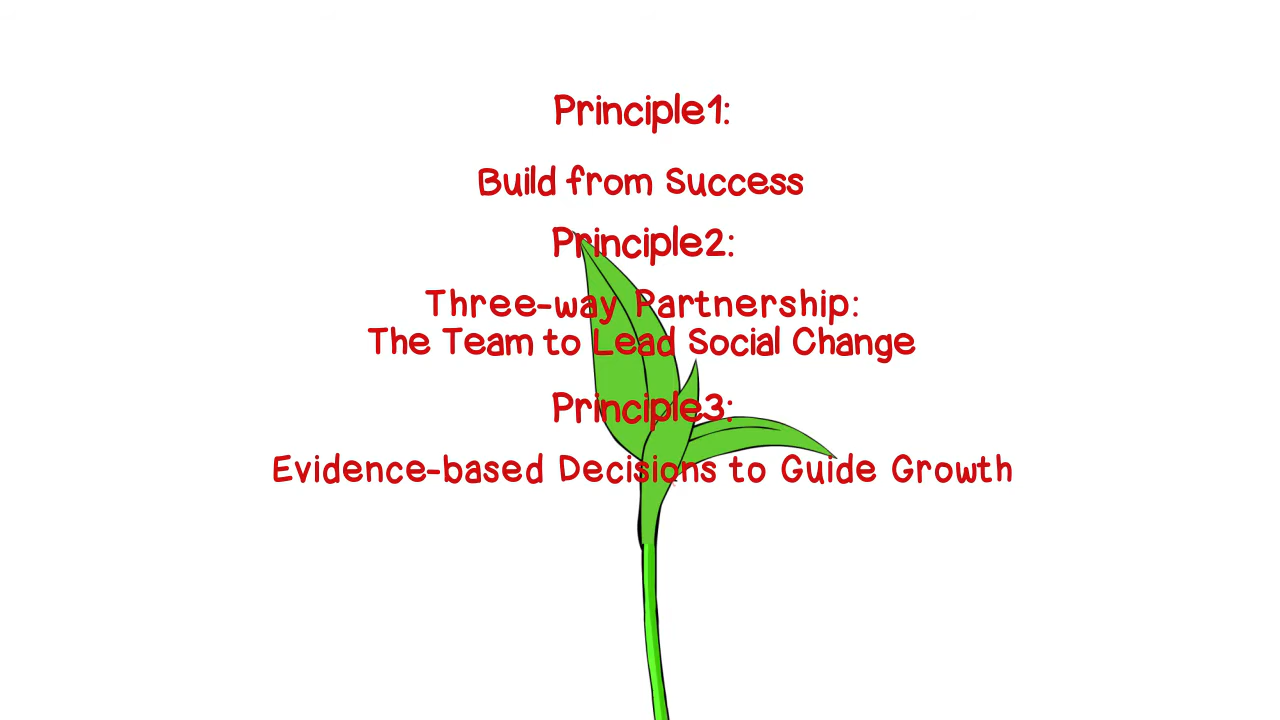 Principle1:
Build from Success
Principle2:
Three-way Partnership:
The Team to Lead Social Change
Principle3:
Evidence-based Decisions to Guide Growth